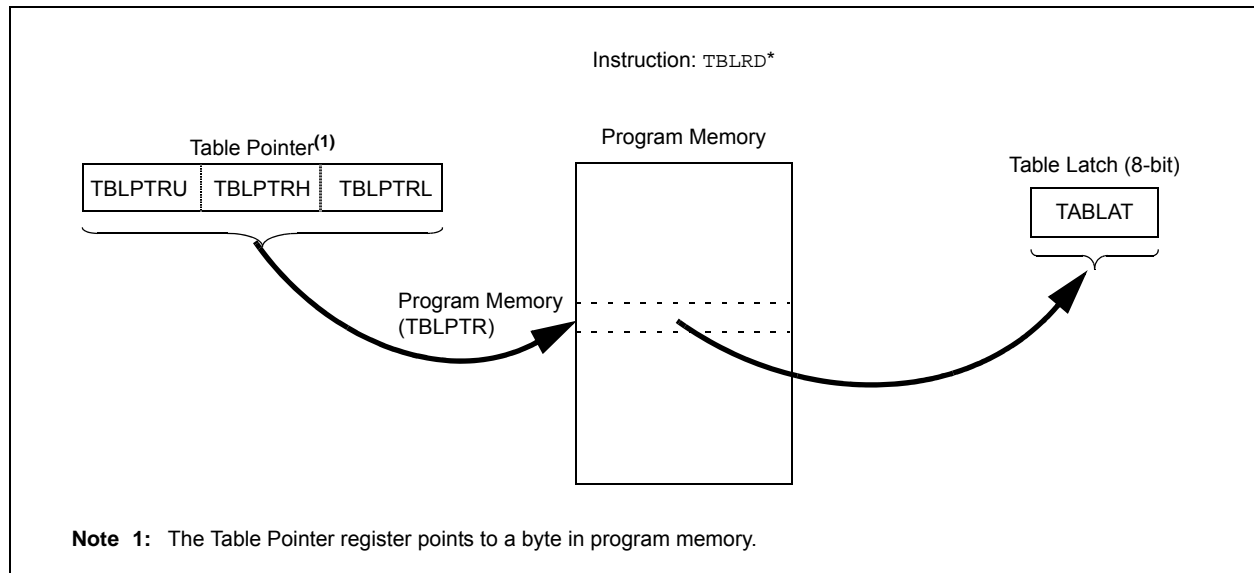 Instruction: TBLRD*
Table Pointer(1)
Program Memory
Table Latch (8-bit)
TBLPTRU TBLPTRH TBLPTRL
TABLAT
Program Memory
(TBLPTR)
Note 1: The Table Pointer register points to a byte in program memory.